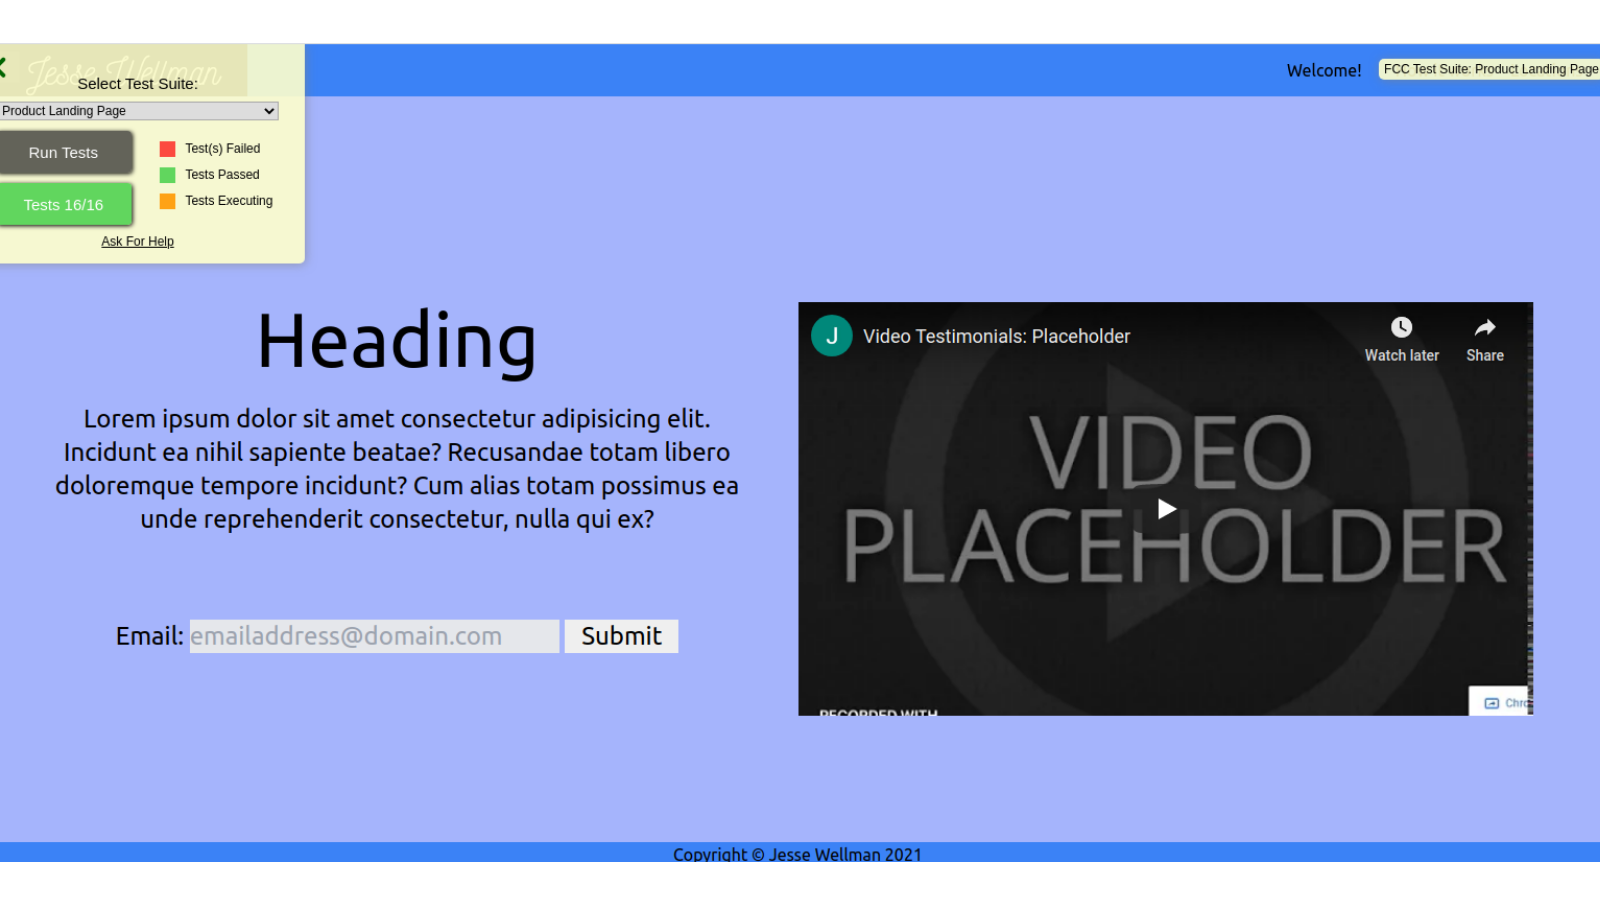 Jesse Wellman
Select Test Suite:
Product Landing Page
Run Tests
Tests 16/16
Test(s) Failed
Tests Passed
Tests Executing
Ask For Help
Welcome!
FCC Test Suite: Product Landing Page
Heading
Lorem ipsum dolor sit amet consectetur adipisicing elit.
Incidunt ea nihil sapiente beatae? Recusandae totam libero
doloremque tempore incidunt? Cum alias totam possimus ea
unde reprehenderit consectetur, nulla qui ex?
Email: emailaddress@domain.com Submit
J Video Testimonials: Placeholder
Watch later
Share
VIDEO
PLACEHOLDER
RECORDED WITH
Chro
Copyright © Jesse Wellman 2021